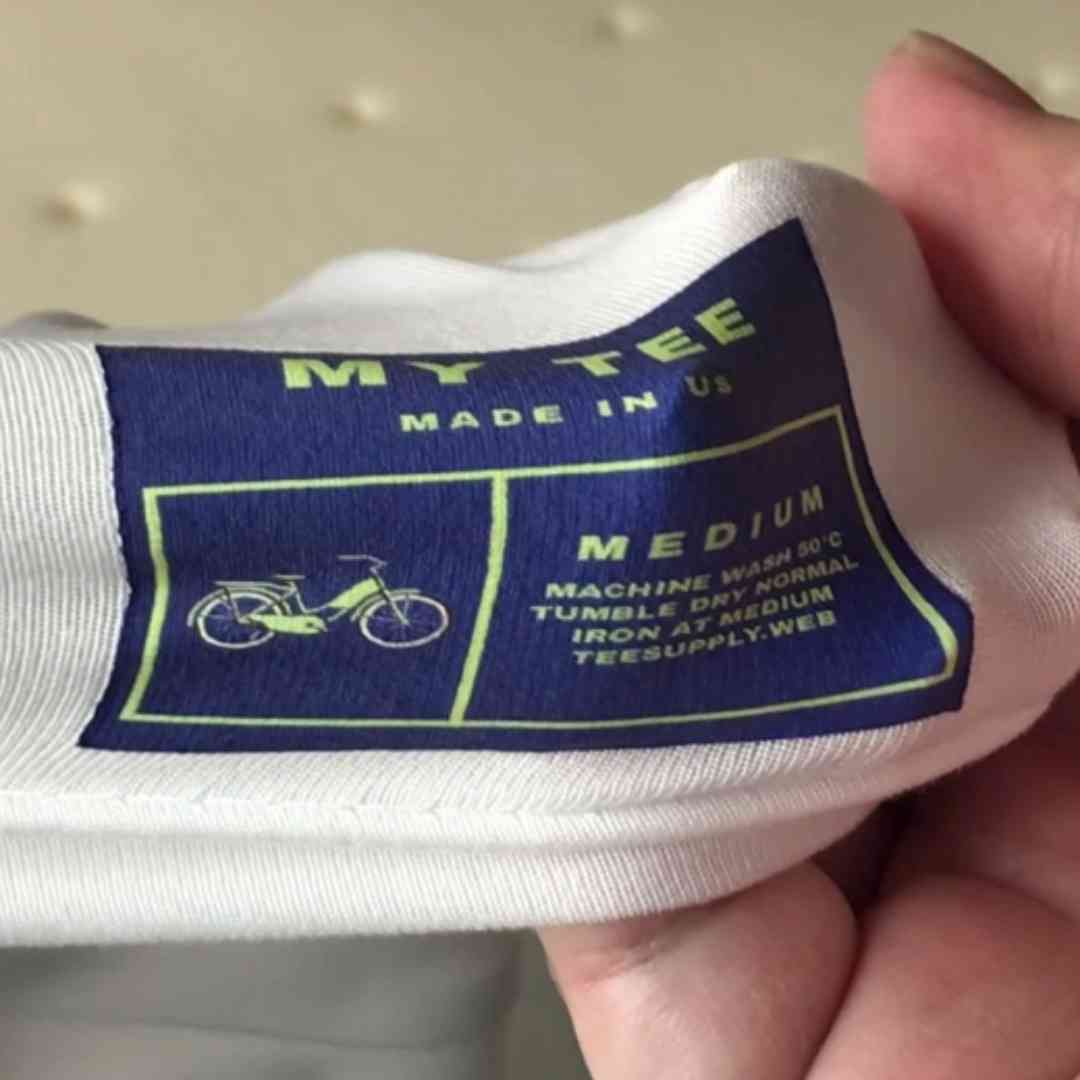 MY TEE
MADE IN Us
MEDIUM
MACHINE WASH 50°C
TUMBLE DRY NORMAL
IRON AT MEDIUM
TEESUPPLY.WEB